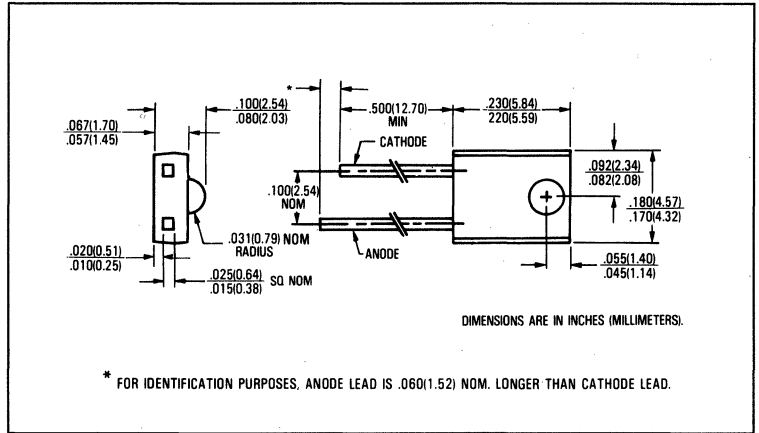 *
.100(2.54)
.080(2.03)
.067(1.70)
.057(1.45)
.500(12.70)
MIN
.230(5.84)
220(5.59)
CATHODE
.092(2.34)
.082(2.08)
.100(2.54)
NOM
.180(4.57)
.170(4.32)
.031(0.79) NOM
RADIUS
ANODE
.020(0.51)
.010(0.25)
.025(0.64)
.015(0.38)
SQ NOM
.055(1.40)
.045(1.14)
DIMENSIONS ARE IN INCHES (MILLIMETERS).
* FOR IDENTIFICATION PURPOSES, ANODE LEAD IS .060(1.52) NOM. LONGER THAN CATHODE LEAD.